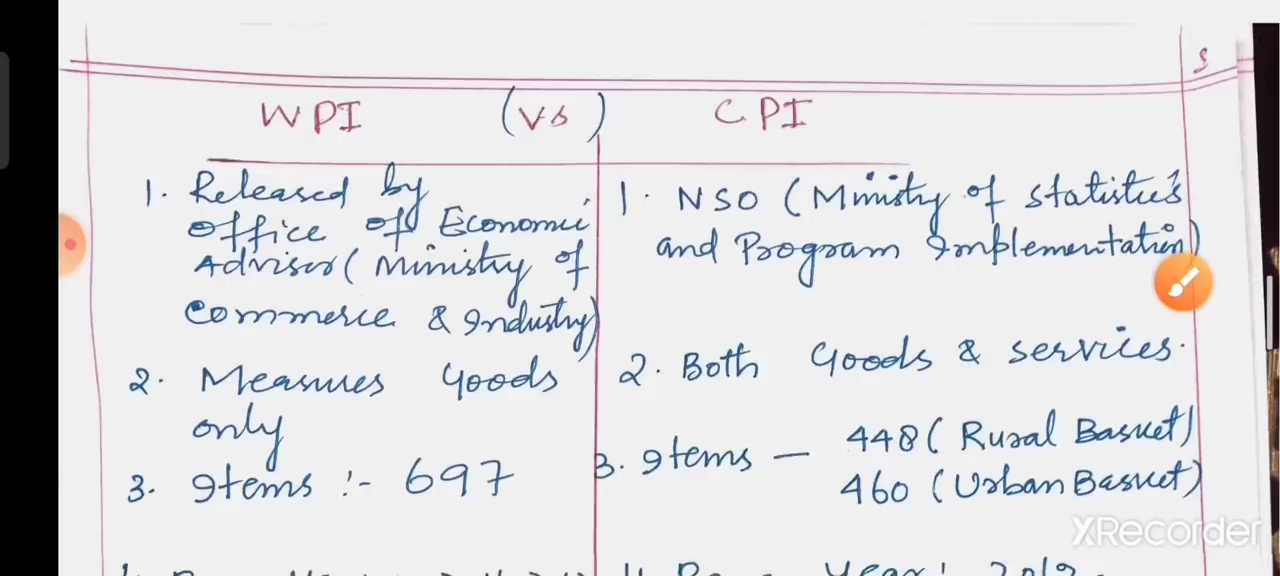 WPI (Vs) CPI
1. Released by
Office of Economic
Advisor (Ministry of
Commerce & Industry)
2. Measures Goods
only
3. Items :- 697
1. NSO (Ministry of Statistics
and Program Implementation)
2. Both Goods & services.
3. Items — 448 (Rural Basket)
460 (Urban Basket)
Year: 2012
XRecorder